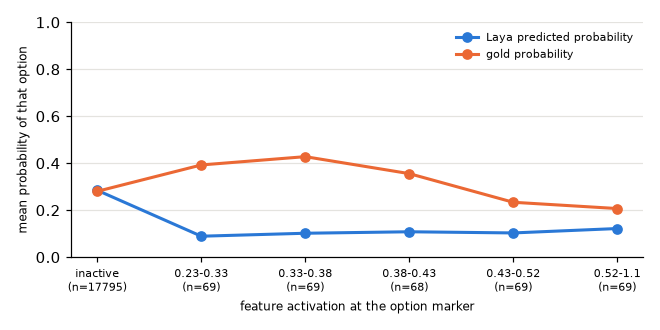 mean probability of that option
1.0
0.8
0.6
0.4
0.2
0.0
Laya predicted probability
gold probability
inactive
(n=17795)
0.23-0.33
(n=69)
0.33-0.38
(n=69)
0.38-0.43
(n=68)
0.43-0.52
(n=69)
0.52-1.1
(n=69)
feature activation at the option marker